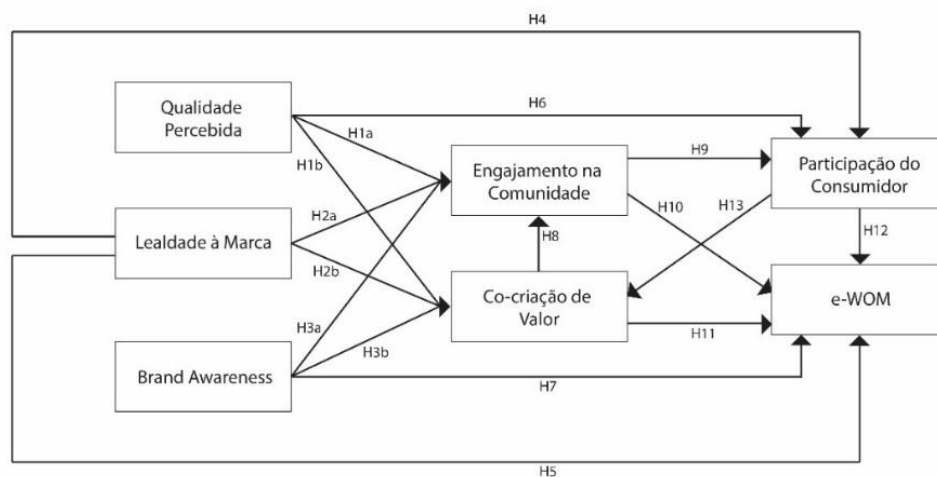 H4
Qualidade
Percebida
H6
H1a
H1b
Engajamento na
Comunidade
H9
Participação do
Consumidor
Lealdade à Marca
H2a
H2b
H10
H13
H8
H12
Co-criação de
Valor
e-WOM
H3a
H3b
H11
Brand Awareness
H7
H5